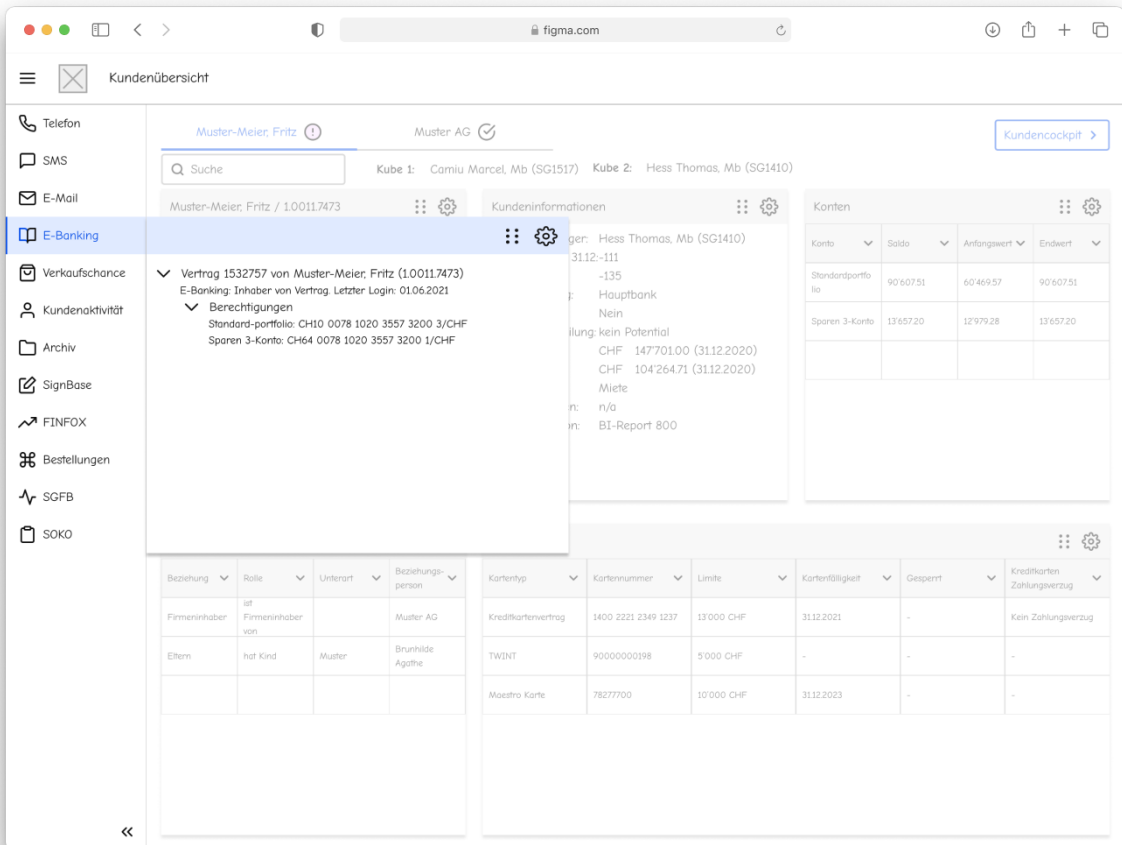 figma.com
Kundenübersicht
Telefon
SMS
E-Mail
E-Banking
Verkaufschance
Kundenaktivität
Archiv
SignBase
FINFOX
Bestellungen
SGFB
SOKO
Muster-Meier, Fritz
Muster AG
Kundencockpit
Suche
Kube 1: Camiu Marcel, Mb (SG1517) Kube 2: Hess Thomas, Mb (SG1410)
Muster-Meier, Fritz / 1.0011.7473
Vertrag 1532757 von Muster-Meier, Fritz (1.0011.7473)
E-Banking: Inhaber von Vertrag. Letzter Login: 01.06.2021
Berechtigungen
Standard-portfolio: CH10 0078 1020 3557 3200 3/CHF
Sparen 3-Konto: CH64 0078 1020 3557 3200 1/CHF
Kundeninformationen
Hess Thomas, Mb (SG1410)
31.12:-111
-135
Hauptbank
Nein
kein Potential
CHF 147'701.00 (31.12.2020)
CHF 104'264.71 (31.12.2020)
Miete
n/a
BI-Report 800
Konten
Konto Saldo Anfangswert Endwert
Standardportfo
lio 90'607.51 60'469.57 90'607.51
Sparen 3-Konto 13'657.20 12'979.28 13'657.20
Beziehung Rolle Unterart Beziehungs-
person
Firmeninhaber ist
Firmeninhaber
von Muster AG
Eltern hat Kind Muster Brunhilde
Agathe
Kartentyp Kartennummer Limite Kartenfälligkeit Gesperrt Kreditkarten
Zahlungsverzug
Kreditkartenvertrag 1400 2221 2349 1237 13'000 CHF 31.12.2021 - Kein Zahlungsverzug
TWINT 90000000198 5'000 CHF - - -
Maestro Karte 78277700 10'000 CHF 31.12.2023 - -